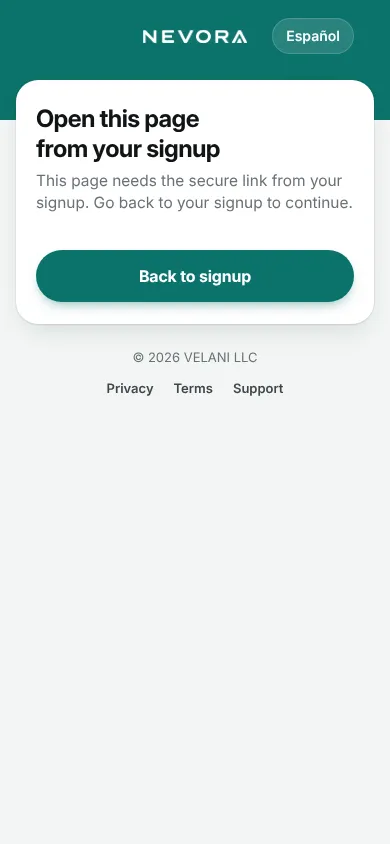 NEVORA
Español
Open this page
from your signup
This page needs the secure link from your
signup. Go back to your signup to continue.
Back to signup
© 2026 VELANI LLC
Privacy Terms Support